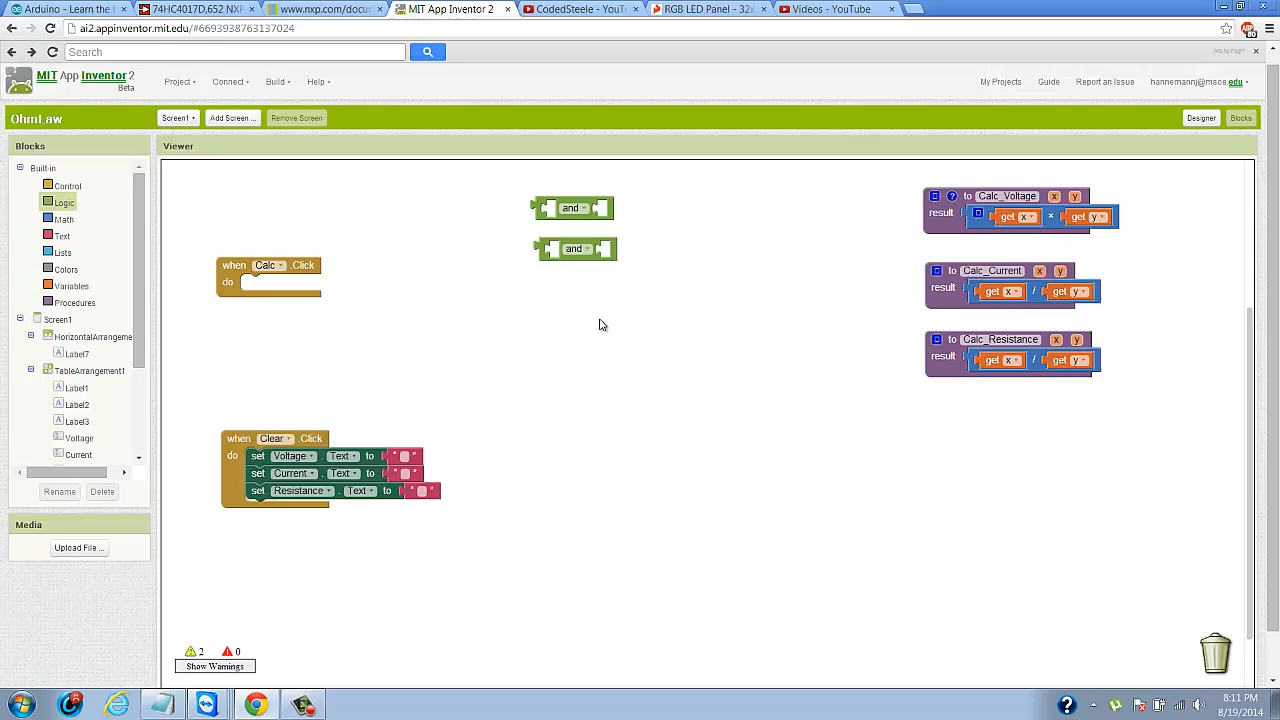 Arduino - Learn the t
74HC4017D,652 NXP
www.nxp.com/docum
MIT App Inventor 2
CodedSteele - YouTu
RGB LED Panel - 32x
Videos - YouTube
ai2.appinventor.mit.edu/#6693938763137024
Search
Ads by Plugin
MIT App Inventor 2
Beta
Project
Connect
Build
Help
My Projects
Guide
Report an Issue
hannemannj@msoe.edu
OhmLaw
Screen1
Add Screen ...
Remove Screen
Designer
Blocks
Blocks
Viewer
Built-in
Control
Logic
Math
Text
Lists
Colors
Variables
Procedures
Screen1
HorizontalArrangeme
Label7
TableArrangement1
Label1
Label2
Label3
Voltage
Current
Rename
Delete
Media
Upload File ...
and
and
when Calc .Click
do
when Clear .Click
do set Voltage . Text to " "
set Current . Text to " "
set Resistance . Text to " "
? to Calc_Voltage x y
result get x × get y
to Calc_Current x y
result get x / get y
to Calc_Resistance x y
result get x / get y
2 0
Show Warnings
8:11 PM
8/19/2014